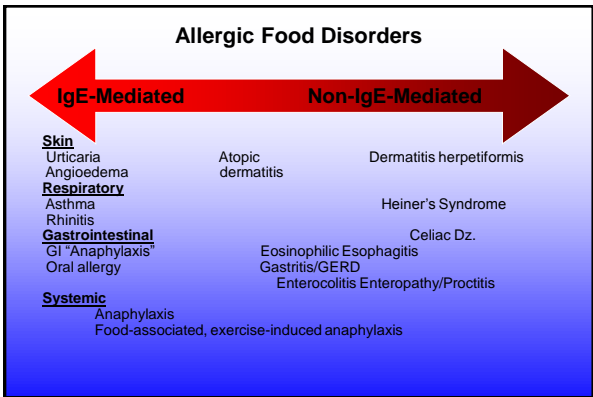 Allergic Food Disorders
IgE-Mediated Non-IgE-Mediated
Skin
Urticaria Atopic Dermatitis herpetiformis
Angioedema dermatitis
Respiratory
Asthma Heiner's Syndrome
Rhinitis
Gastrointestinal Celiac Dz.
GI “Anaphylaxis” Eosinophilic Esophagitis
Oral allergy Gastritis/GERD
Enterocolitis Enteropathy/Proctitis
Systemic
Anaphylaxis
Food-associated, exercise-induced anaphylaxis